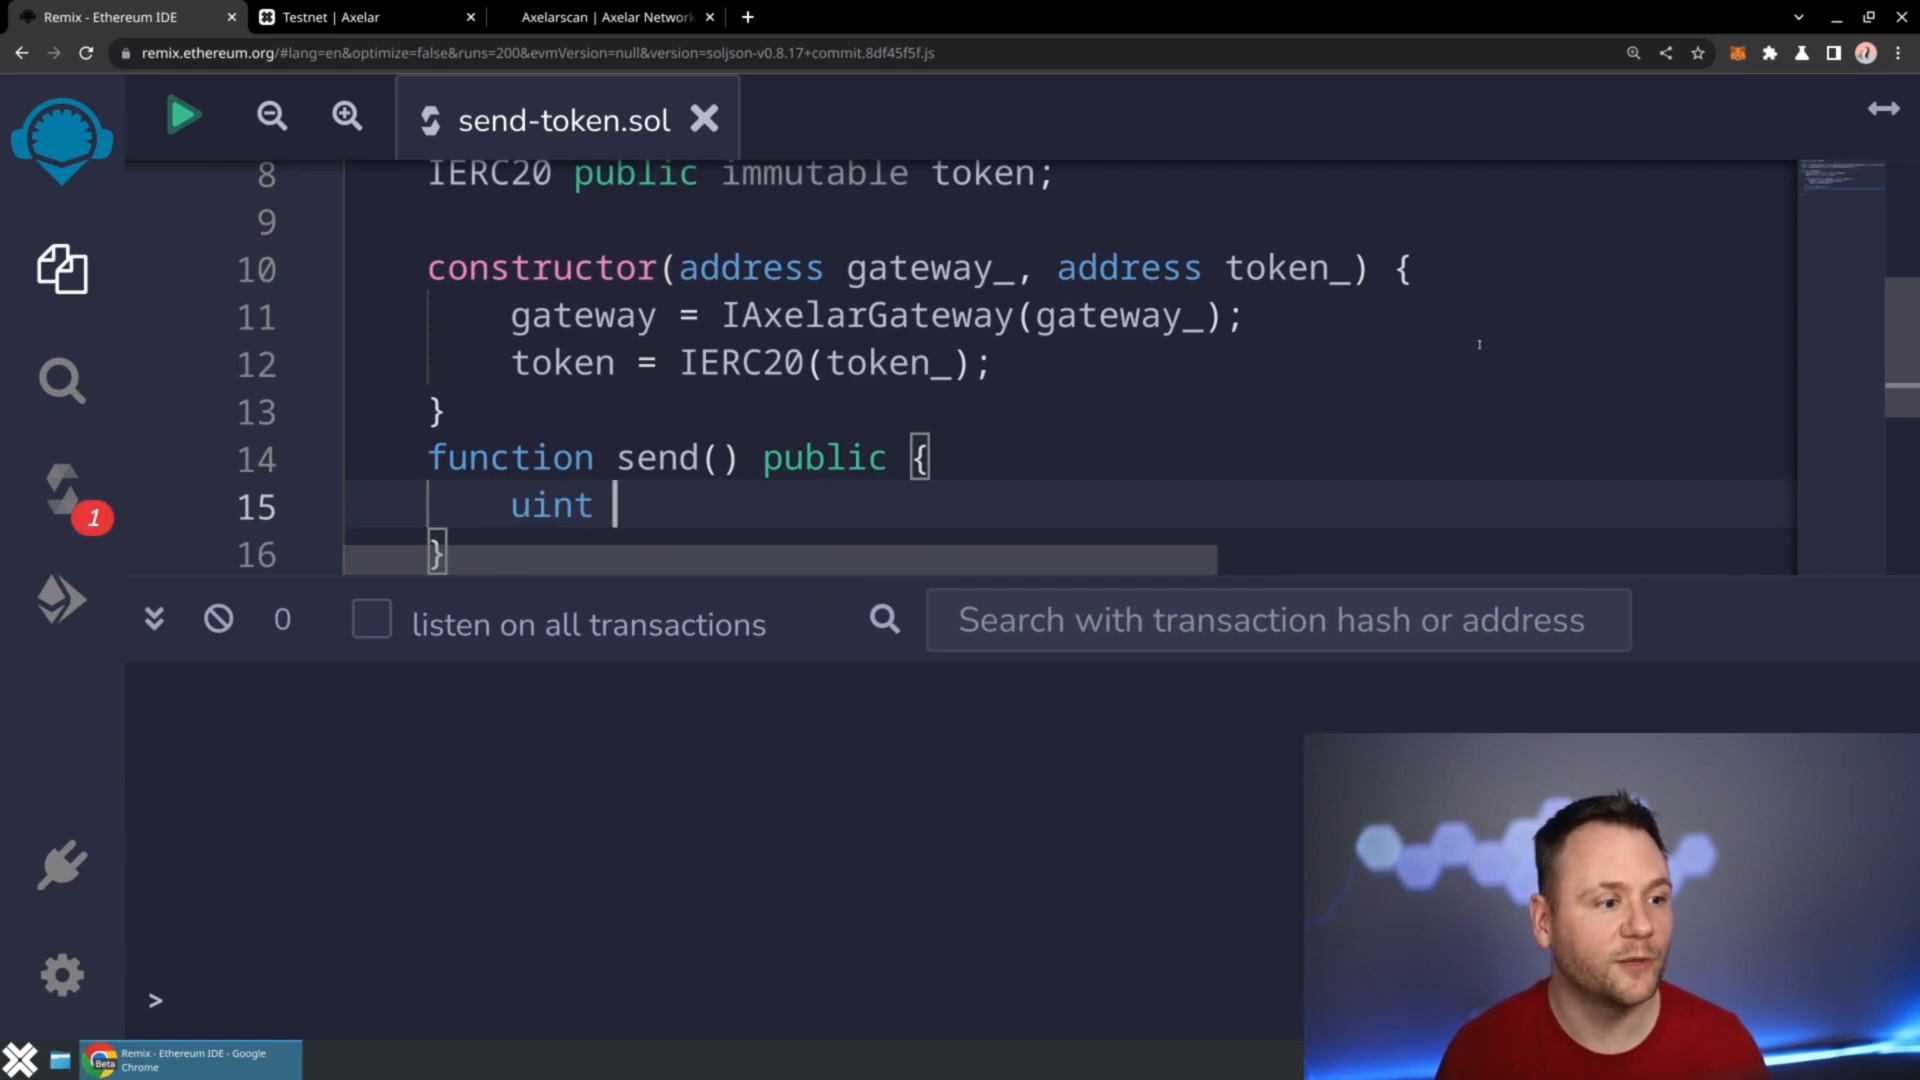 Remix - Ethereum IDE
Testnet | Axelar
Axelarscan | Axelar Network
remix.ethereum.org/#lang=en&optimize=false&runs=200&evmVersion=null&version=soljson-v0.8.17+commit.8df45f5f.js
send-token.sol
8 IERC20 public immutable token;
9
10 constructor(address gateway_, address token_) {
11 gateway = IAxelarGateway(gateway_);
12 token = IERC20(token_);
13 }
14 function send() public {
15 uint
16 }
1
0 listen on all transactions
Search with transaction hash or address
>
Beta
Remix - Ethereum IDE - Google
Chrome